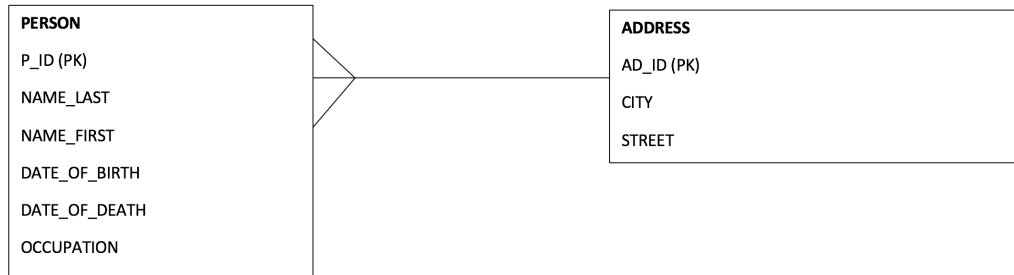 PERSON
P_ID (PK)
NAME_LAST
NAME_FIRST
DATE_OF_BIRTH
DATE_OF_DEATH
OCCUPATION
ADDRESS
AD_ID (PK)
CITY
STREET